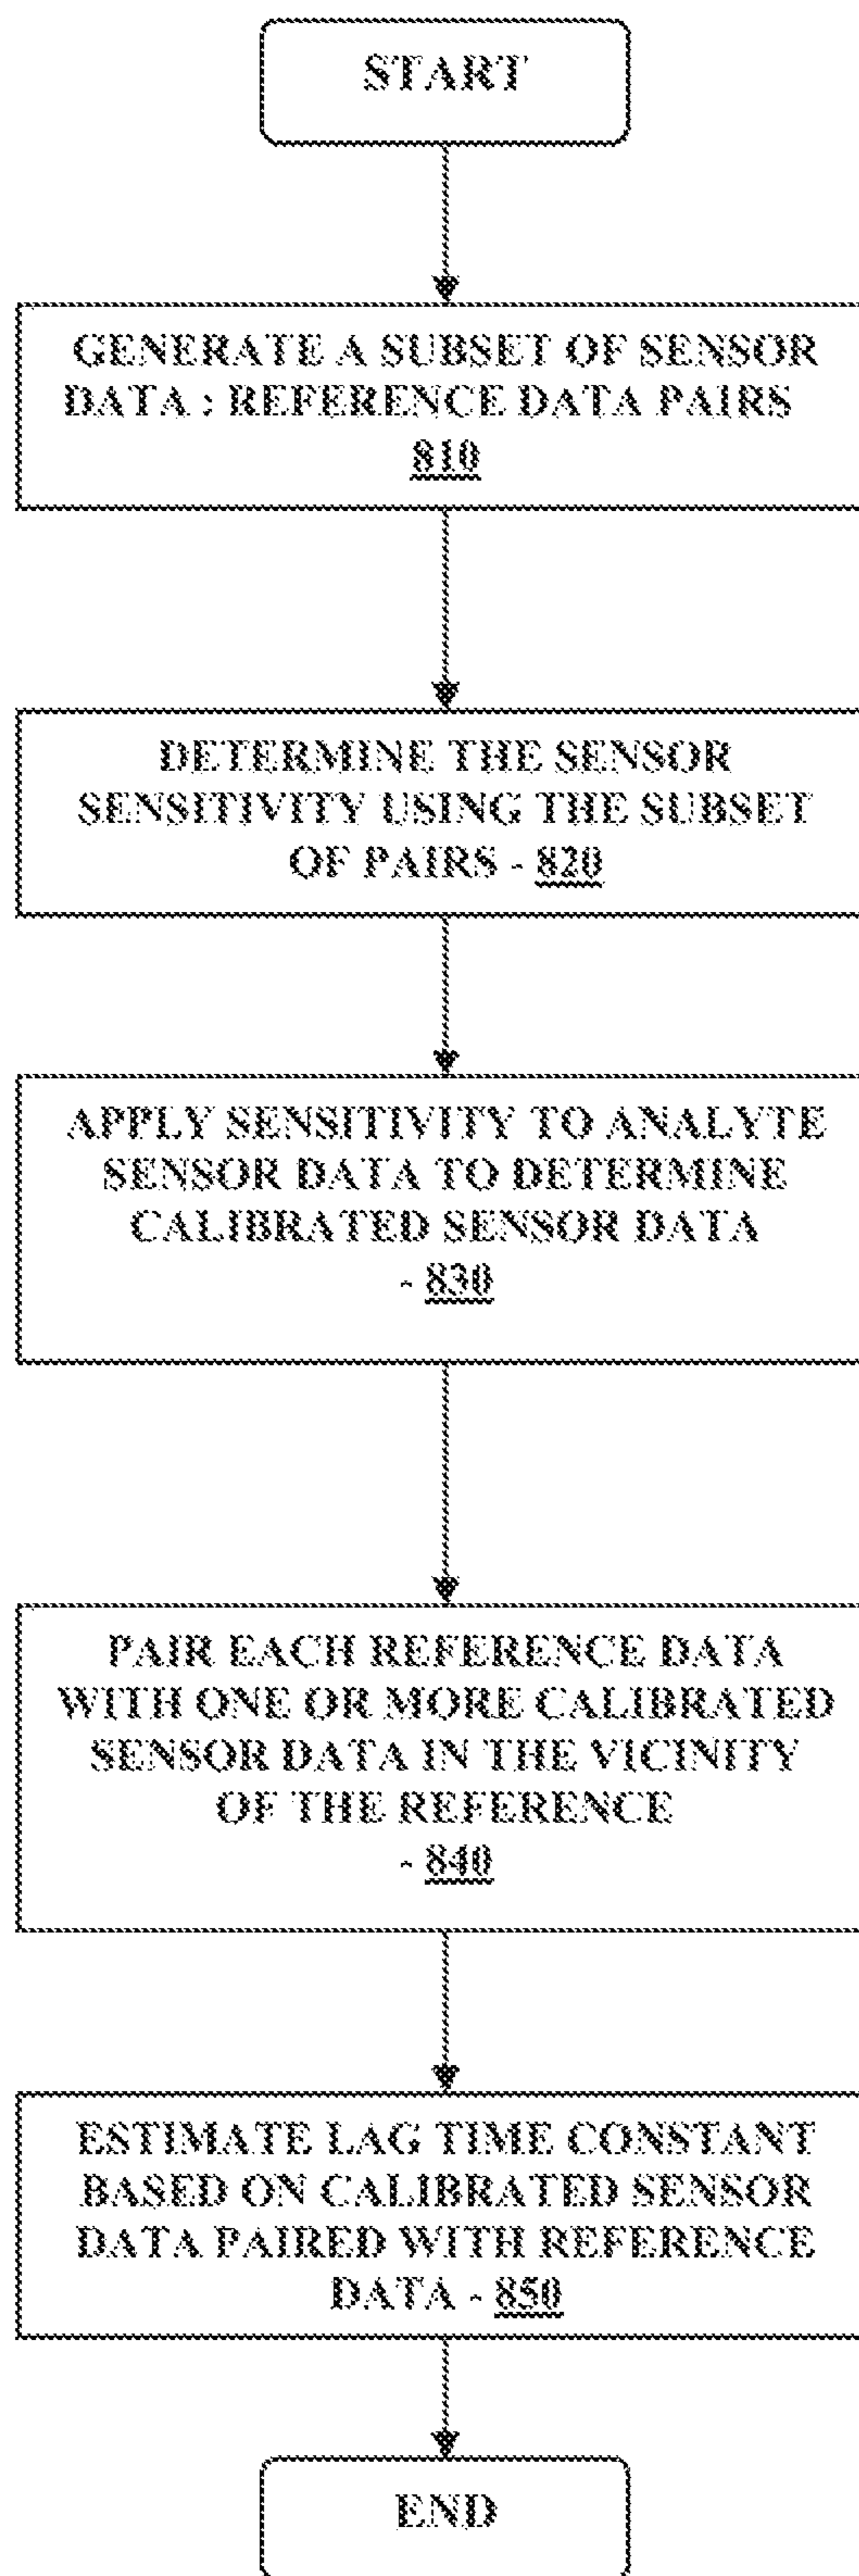 START
GENERATE A SUBSET OF SENSOR
DATA : REFERENCE DATA PAIRS
810
DETERMINE THE SENSOR
SENSITIVITY USING THE SUBSET
OF PAIRS - 820
APPLY SENSITIVITY TO ANALYTE
SENSOR DATA TO DETERMINE
CALIBRATED SENSOR DATA
- 830
PAIR EACH REFERENCE DATA
WITH ONE OR MORE CALIBRATED
SENSOR DATA IN THE VICINITY
OF THE REFERENCE
- 840
ESTIMATE LAG TIME CONSTANT
BASED ON CALIBRATED SENSOR
DATA PAIRED WITH REFERENCE
DATA - 850
END